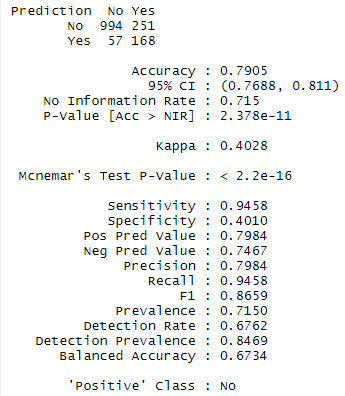 Prediction No Yes
No 994 251
Yes 57 168
Accuracy : 0.7905
95% CI : (0.7688, 0.811)
No Information Rate : 0.715
P-Value [Acc > NIR] : 2.378e-11
Kappa : 0.4028
Mcnemar's Test P-Value : < 2.2e-16
Sensitivity : 0.9458
Specificity : 0.4010
Pos Pred Value : 0.7984
Neg Pred Value : 0.7467
Precision : 0.7984
Recall : 0.9458
F1 : 0.8659
Prevalence : 0.7150
Detection Rate : 0.6762
Detection Prevalence : 0.8469
Balanced Accuracy : 0.6734
'Positive' Class : No